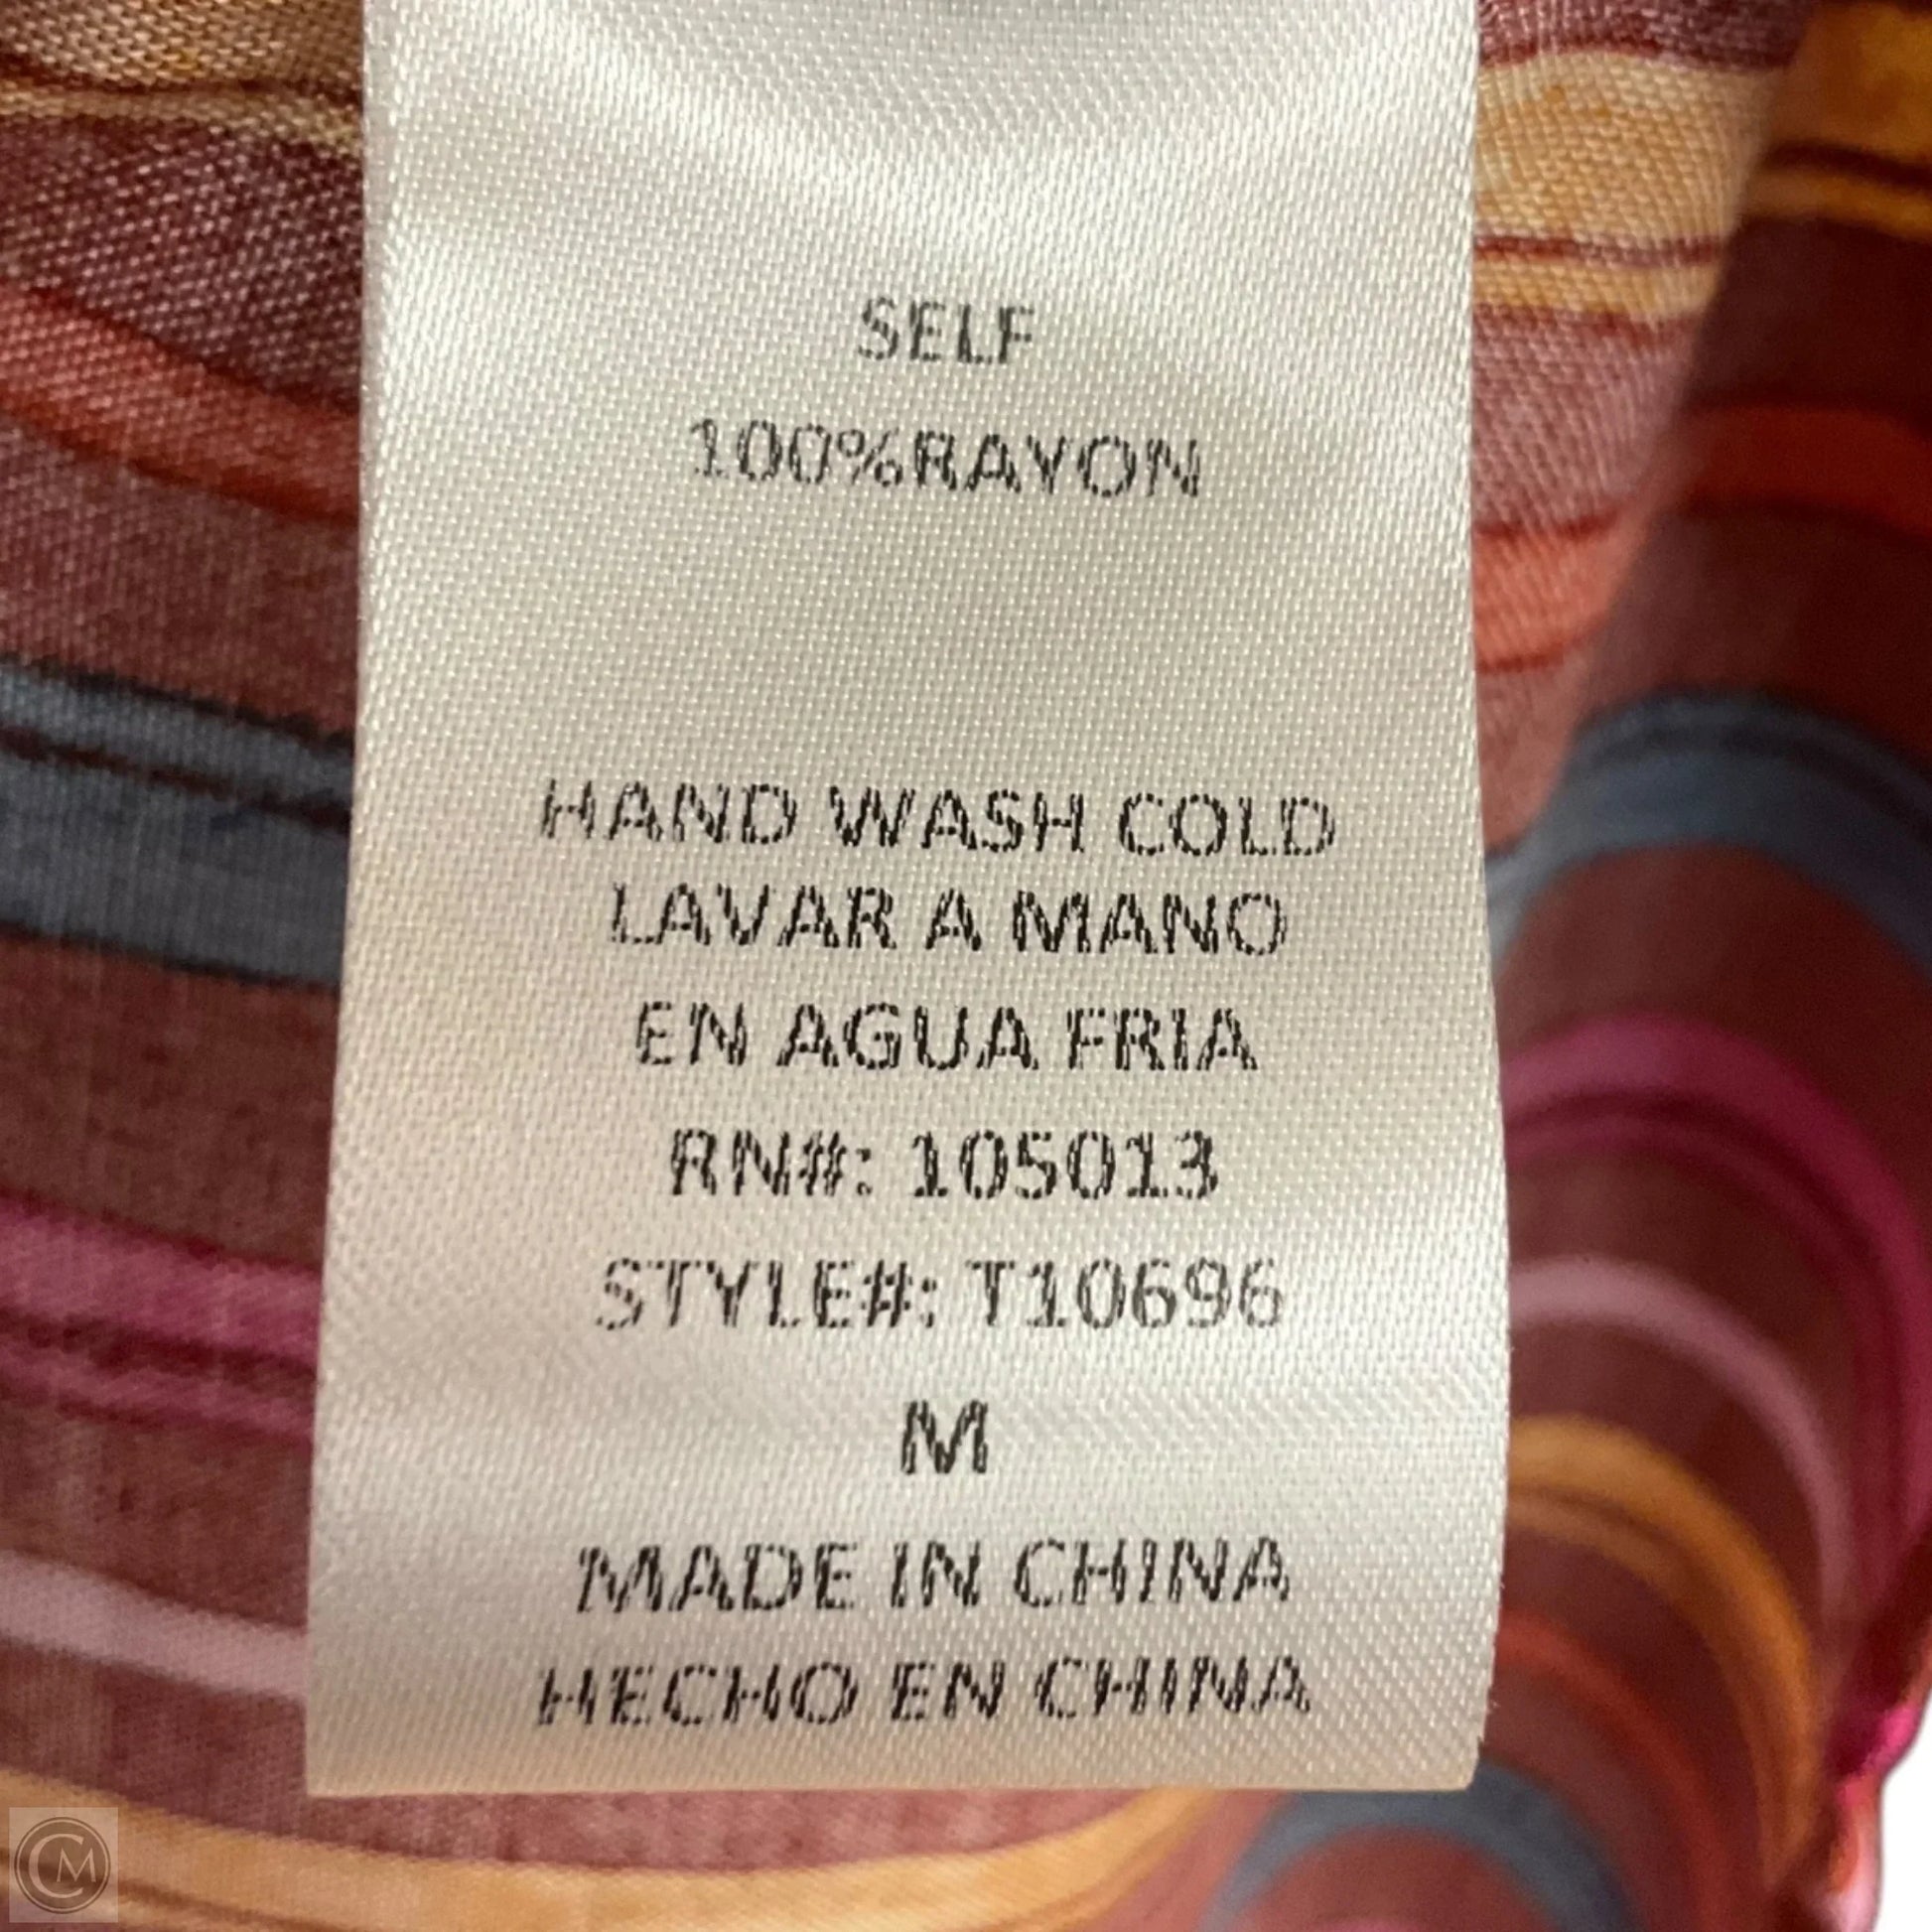 SELF
100%RAYON
HAND WASH COLD
LAVAR A MANO
EN AGUA FRIA
RN#: 105013
STYLE#: T10696
M
MADE IN CHINA
HECHO EN CHINA
CM